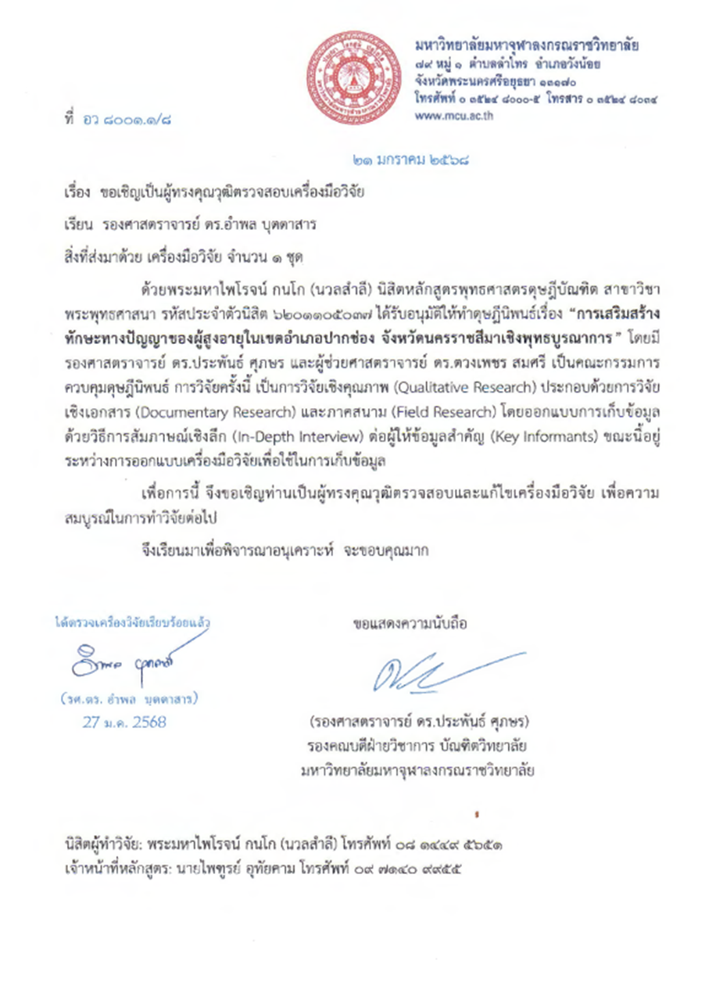 มหาวิทยาลัยมหาจุฬาลงกรณราชวิทยาลัย
๗๙ หมู่ ๑ ตำบลลำไทร อำเภอวังน้อย
จังหวัดพระนครศรีอยุธยา ๑๓๑๗๐
โทรศัพท์ ๐ ๓๕๒๔ ๘๐๐๐-๕ โทรสาร ๐ ๓๕๒๔ ๘๐๓๔
www.mcu.ac.th
ที่ อว ๘๐๐๑.๑/๘
๒๑ มกราคม ๒๕๖๘
เรื่อง ขอเชิญเป็นผู้ทรงคุณวุฒิตรวจสอบเครื่องมือวิจัย
เรียน รองศาสตราจารย์ ดร.อำพล บุตตาสาร
สิ่งที่ส่งมาด้วย เครื่องมือวิจัย จำนวน ๑ ชุด
ด้วยพระมหาไพโรจน์ กนโก (นวลสำลี) นิสิตหลักสูตรพุทธศาสตรดุษฎีบัณฑิต สาขาวิชา
พระพุทธศาสนา รหัสประจำตัวนิสิต ๖๒๐๑๑๐๕๐๓๗ ได้รับอนุมัติให้ทำดุษฎีนิพนธ์เรื่อง "การเสริมสร้าง
ทักษะทางปัญญาของผู้สูงอายุในเขตอำเภอปากช่อง จังหวัดนครราชสีมาเชิงพุทธบูรณาการ" โดยมี
รองศาสตราจารย์ ดร.ประพันธ์ ศุภษร และผู้ช่วยศาสตราจารย์ ดร.ตวงเพชร สมศรี เป็นคณะกรรมการ
ควบคุมดุษฎีนิพนธ์ การวิจัยครั้งนี้ เป็นการวิจัยเชิงคุณภาพ (Qualitative Research) ประกอบด้วยการวิจัย
เชิงเอกสาร (Documentary Research) และภาคสนาม (Field Research) โดยออกแบบการเก็บข้อมูล
ด้วยวิธีการสัมภาษณ์เชิงลึก (In-Depth Interview) ต่อผู้ให้ข้อมูลสำคัญ (Key Informants) ขณะนี้อยู่
ระหว่างการออกแบบเครื่องมือวิจัยเพื่อใช้ในการเก็บข้อมูล
เพื่อการนี้ จึงขอเชิญท่านเป็นผู้ทรงคุณวุฒิตรวจสอบและแก้ไขเครื่องมือวิจัย เพื่อความ
สมบูรณ์ในการทำวิจัยต่อไป
จึงเรียนมาเพื่อพิจารณาอนุเคราะห์ จะขอบคุณมาก
ได้ตรวจเครื่องวิจัยเรียบร้อยแล้ว
(รศ.ดร. อำพล บุตดาสาร)
27 ม.ค. 2568
ขอแสดงความนับถือ
(รองศาสตราจารย์ ดร.ประพันธ์ ศุภษร)
รองคณบดีฝ่ายวิชาการ บัณฑิตวิทยาลัย
มหาวิทยาลัยมหาจุฬาลงกรณราชวิทยาลัย
นิสิตผู้ทำวิจัย: พระมหาไพโรจน์ กนโก (นวลสำลี) โทรศัพท์ ๐๘ ๑๔๔๙ ๕๖๕๑
เจ้าหน้าที่หลักสูตร: นายไพฑูรย์ อุทัยคาม โทรศัพท์ ๐๙ ๗๑๔๐ ๙๙๕๕